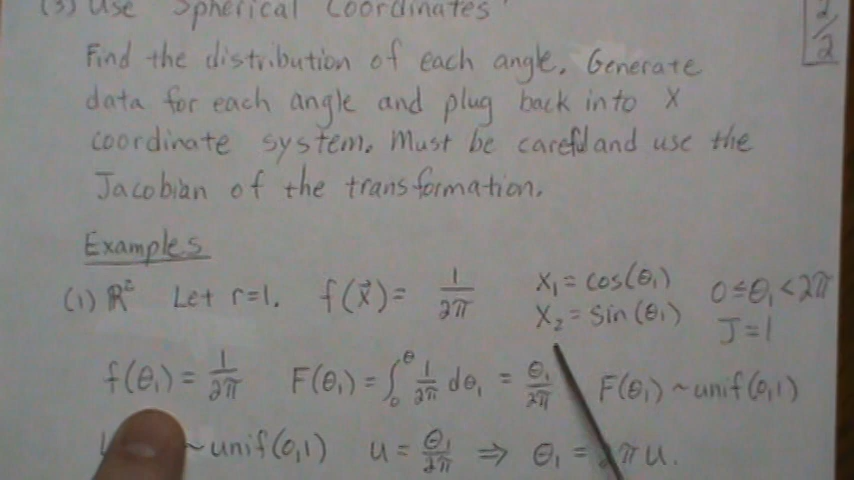 (3) Use Spherical Coordinates
2/2
Find the distribution of each angle. Generate
data for each angle and plug back into X
coordinate system. Must be careful and use the
Jacobian of the transformation.
Examples
(1) ℝ² Let r=1. f(x⃗)= 1/2π X₁ = cos(θ₁) 0≤θ₁<2π
X₂ = sin(θ₁) J=1
f(θ₁)= 1/2π F(θ₁)=∫₀^θ 1/2π dθ₁ = θ₁/2π F(θ₁)~unif(0,1)
~unif(0,1) u = θ₁/2π ⇒ θ₁ = 2πu.